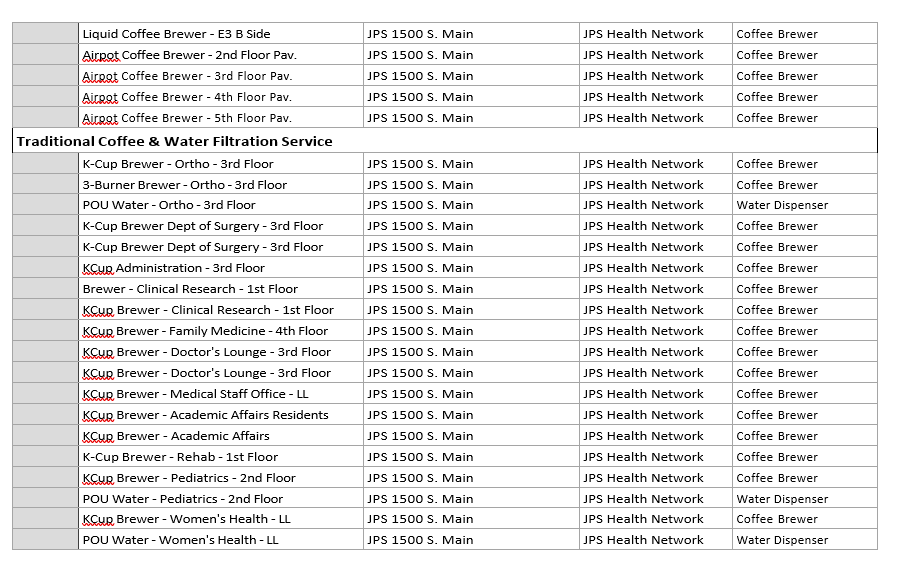 Liquid Coffee Brewer - E3 B Side JPS 1500 S. Main JPS Health Network Coffee Brewer
Airpot Coffee Brewer - 2nd Floor Pav. JPS 1500 S. Main JPS Health Network Coffee Brewer
Airpot Coffee Brewer - 3rd Floor Pav. JPS 1500 S. Main JPS Health Network Coffee Brewer
Airpot Coffee Brewer - 4th Floor Pav. JPS 1500 S. Main JPS Health Network Coffee Brewer
Airpot Coffee Brewer - 5th Floor Pav. JPS 1500 S. Main JPS Health Network Coffee Brewer
Traditional Coffee & Water Filtration Service
K-Cup Brewer - Ortho - 3rd Floor JPS 1500 S. Main JPS Health Network Coffee Brewer
3-Burner Brewer - Ortho - 3rd Floor JPS 1500 S. Main JPS Health Network Coffee Brewer
POU Water - Ortho - 3rd Floor JPS 1500 S. Main JPS Health Network Water Dispenser
K-Cup Brewer Dept of Surgery - 3rd Floor JPS 1500 S. Main JPS Health Network Coffee Brewer
K-Cup Brewer Dept of Surgery - 3rd Floor JPS 1500 S. Main JPS Health Network Coffee Brewer
KCup Administration - 3rd Floor JPS 1500 S. Main JPS Health Network Coffee Brewer
Brewer - Clinical Research - 1st Floor JPS 1500 S. Main JPS Health Network Coffee Brewer
KCup Brewer - Clinical Research - 1st Floor JPS 1500 S. Main JPS Health Network Coffee Brewer
KCup Brewer - Family Medicine - 4th Floor JPS 1500 S. Main JPS Health Network Coffee Brewer
KCup Brewer - Doctor's Lounge - 3rd Floor JPS 1500 S. Main JPS Health Network Coffee Brewer
KCup Brewer - Doctor's Lounge - 3rd Floor JPS 1500 S. Main JPS Health Network Coffee Brewer
KCup Brewer - Medical Staff Office - LL JPS 1500 S. Main JPS Health Network Coffee Brewer
KCup Brewer - Academic Affairs Residents JPS 1500 S. Main JPS Health Network Coffee Brewer
KCup Brewer - Academic Affairs JPS 1500 S. Main JPS Health Network Coffee Brewer
K-Cup Brewer - Rehab - 1st Floor JPS 1500 S. Main JPS Health Network Coffee Brewer
KCup Brewer - Pediatrics - 2nd Floor JPS 1500 S. Main JPS Health Network Coffee Brewer
POU Water - Pediatrics - 2nd Floor JPS 1500 S. Main JPS Health Network Water Dispenser
KCup Brewer - Women's Health - LL JPS 1500 S. Main JPS Health Network Coffee Brewer
POU Water - Women's Health - LL JPS 1500 S. Main JPS Health Network Water Dispenser